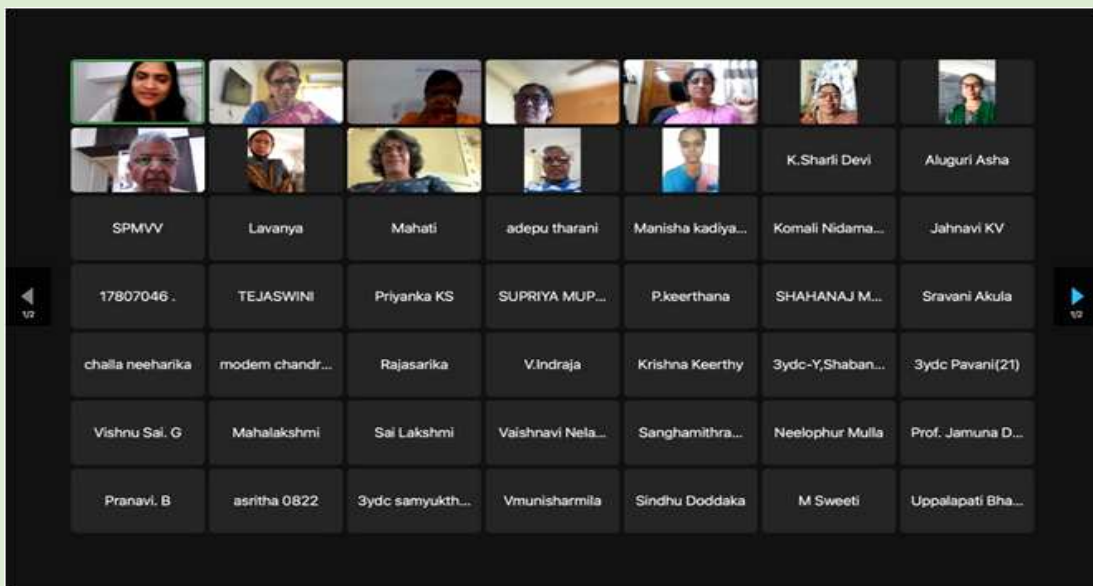 K.Sharli Devi Aluguri Asha
SPMVV Lavanya Mahati adepu tharani Manisha kadiya... Komali Nidama... Jahnavi KV
17807046 . TEJASWINI Priyanka KS SUPRIYA MUP... P.keerthana SHAHANAJ M... Sravani Akula
1/2 1/2
challa neeharika modem chandr... Rajasarika V.Indraja Krishna Keerthy 3ydc-Y,Shaban... 3ydc Pavani(21)
Vishnu Sai. G Mahalakshmi Sai Lakshmi Vaishnavi Nela... Sanghamithra... Neelophur Mulla Prof. Jamuna D...
Pranavi. B asritha 0822 3ydc samyukth... Vmunisharmila Sindhu Doddaka M Sweeti Uppalapati Bha...